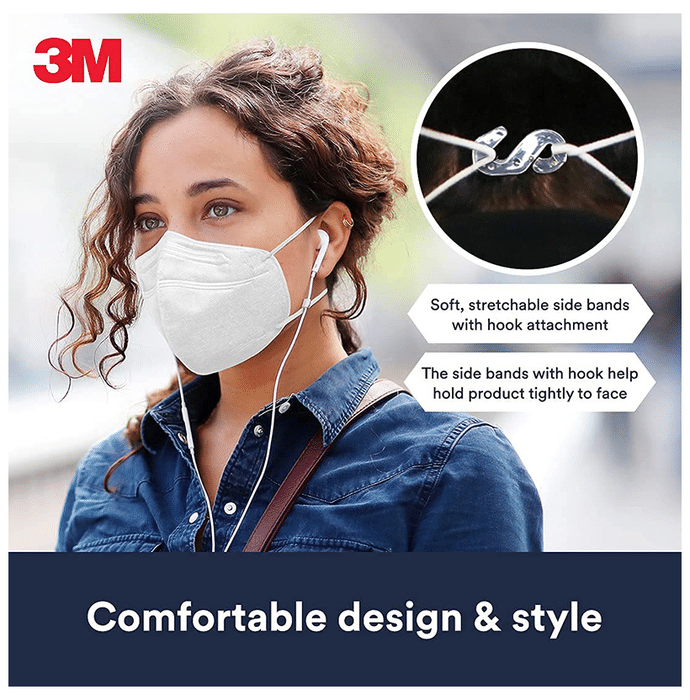 3M
Soft, stretchable side bands
with hook attachment
The side bands with hook help
hold product tightly to face
Comfortable design & style